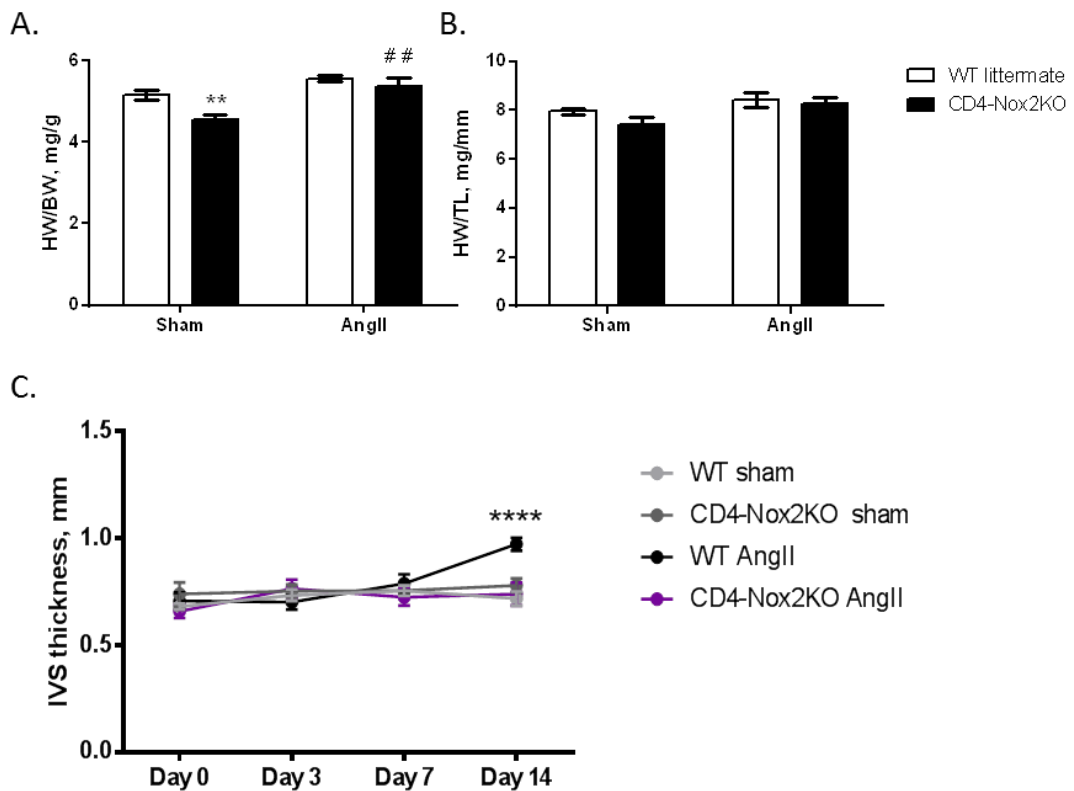 A.
B.
HW/BW, mg/g
6
4
2
0
**
##
Sham
AngII
HW/TL, mg/mm
10
8
6
4
2
0
Sham
AngII
WT littermate
CD4-Nox2KO
C.
IVS thickness, mm
1.5
1.0
0.5
0.0
****
Day 0
Day 3
Day 7
Day 14
WT sham
CD4-Nox2KO sham
WT AngII
CD4-Nox2KO AngII